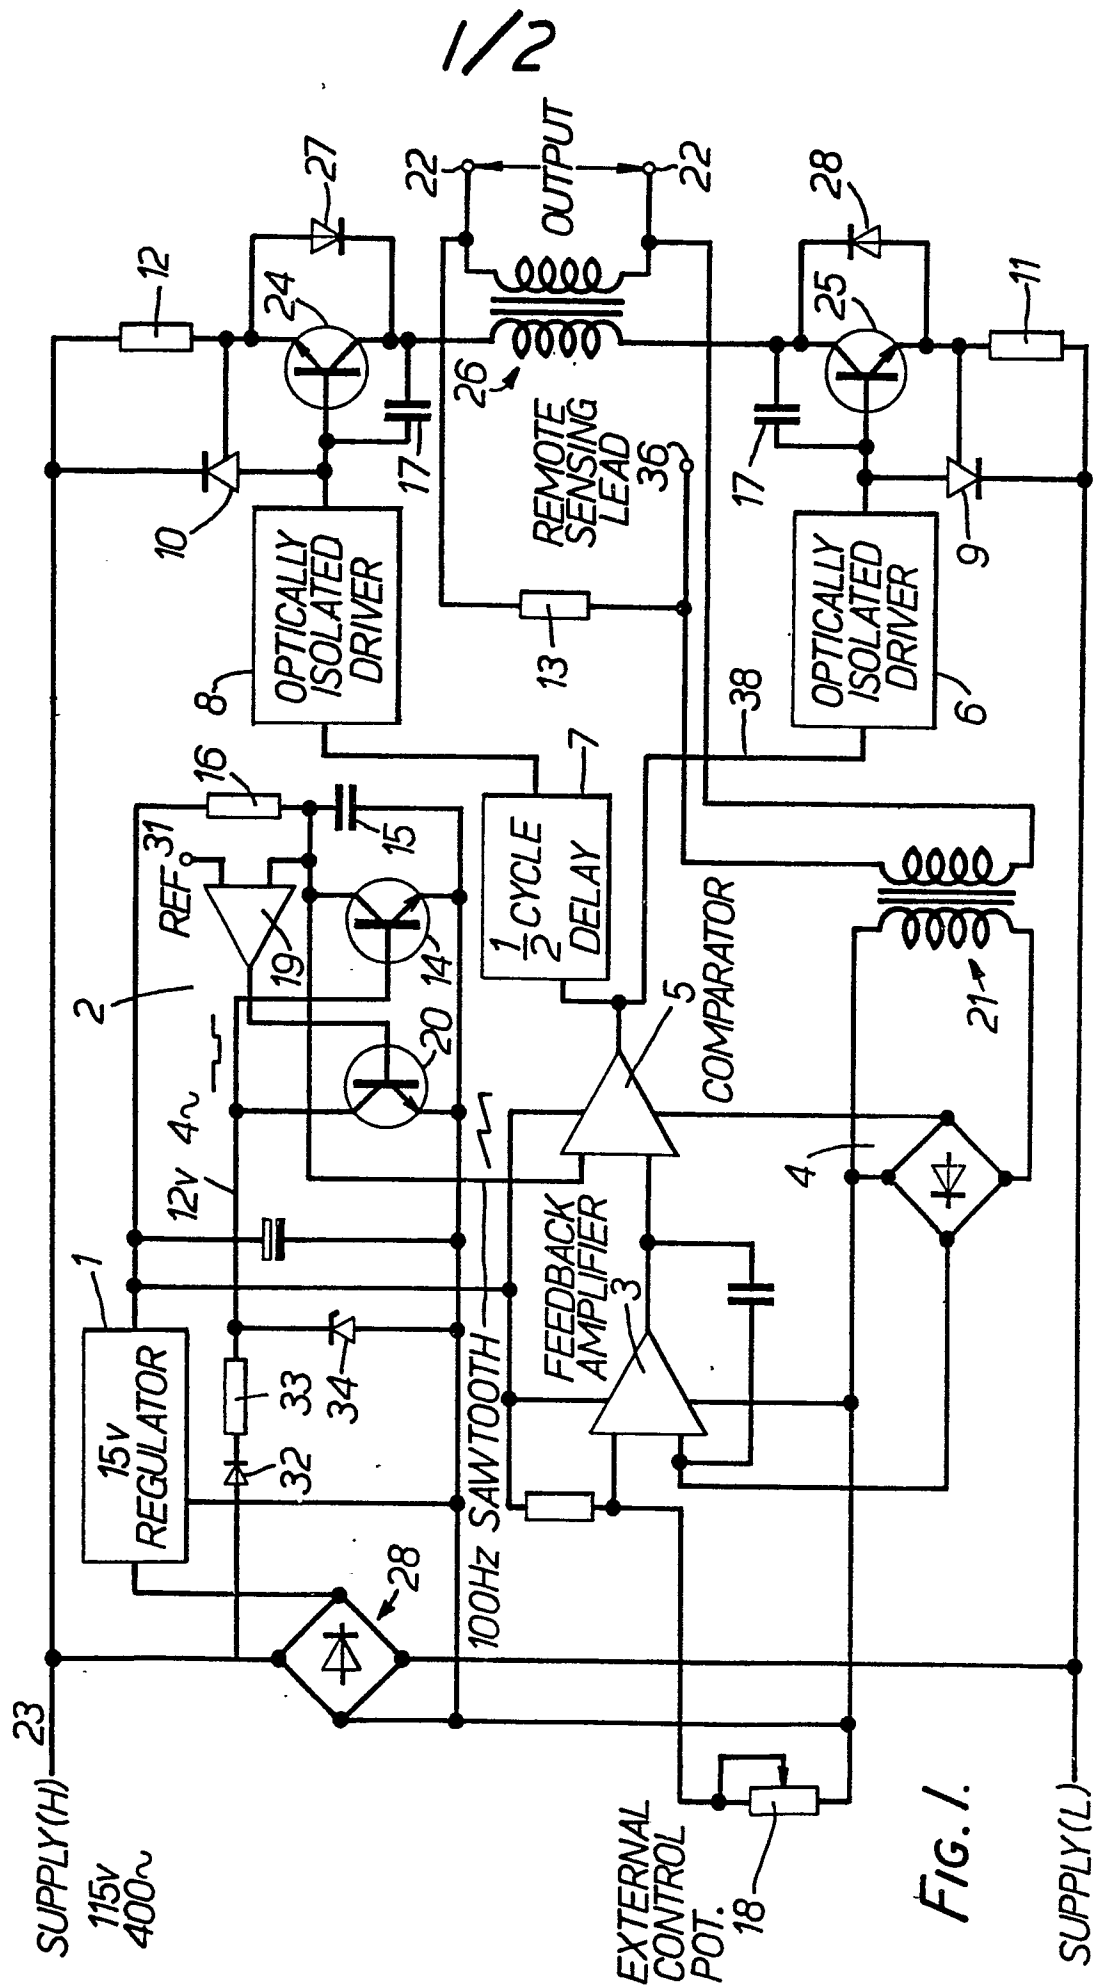 1/2
SUPPLY(H)
23
115v
400~
15v
REGULATOR
1
28
32
33
34
12v
4~
2
REF
31
19
16
15
14
20
100Hz SAWTOOTH
OPTICALLY
ISOLATED
DRIVER
8
10
12
24
27
17
26
22
OUTPUT
22
REMOTE
SENSING
LEAD
36
13
1/2 CYCLE
DELAY
7
38
FEEDBACK
AMPLIFIER
3
COMPARATOR
5
4
21
OPTICALLY
ISOLATED
DRIVER
6
9
17
25
28
11
EXTERNAL
CONTROL
POT.
18
SUPPLY(L)
FIG. 1.